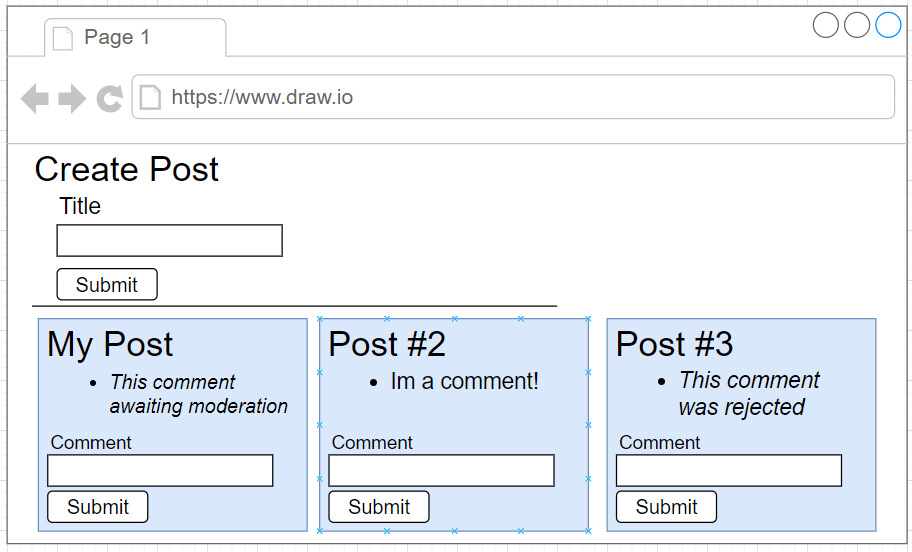 Page 1
https://www.draw.io
Create Post
Title
Submit
My Post
This comment
awaiting moderation
Comment
Submit
Post #2
Im a comment!
Comment
Submit
Post #3
This comment
was rejected
Comment
Submit